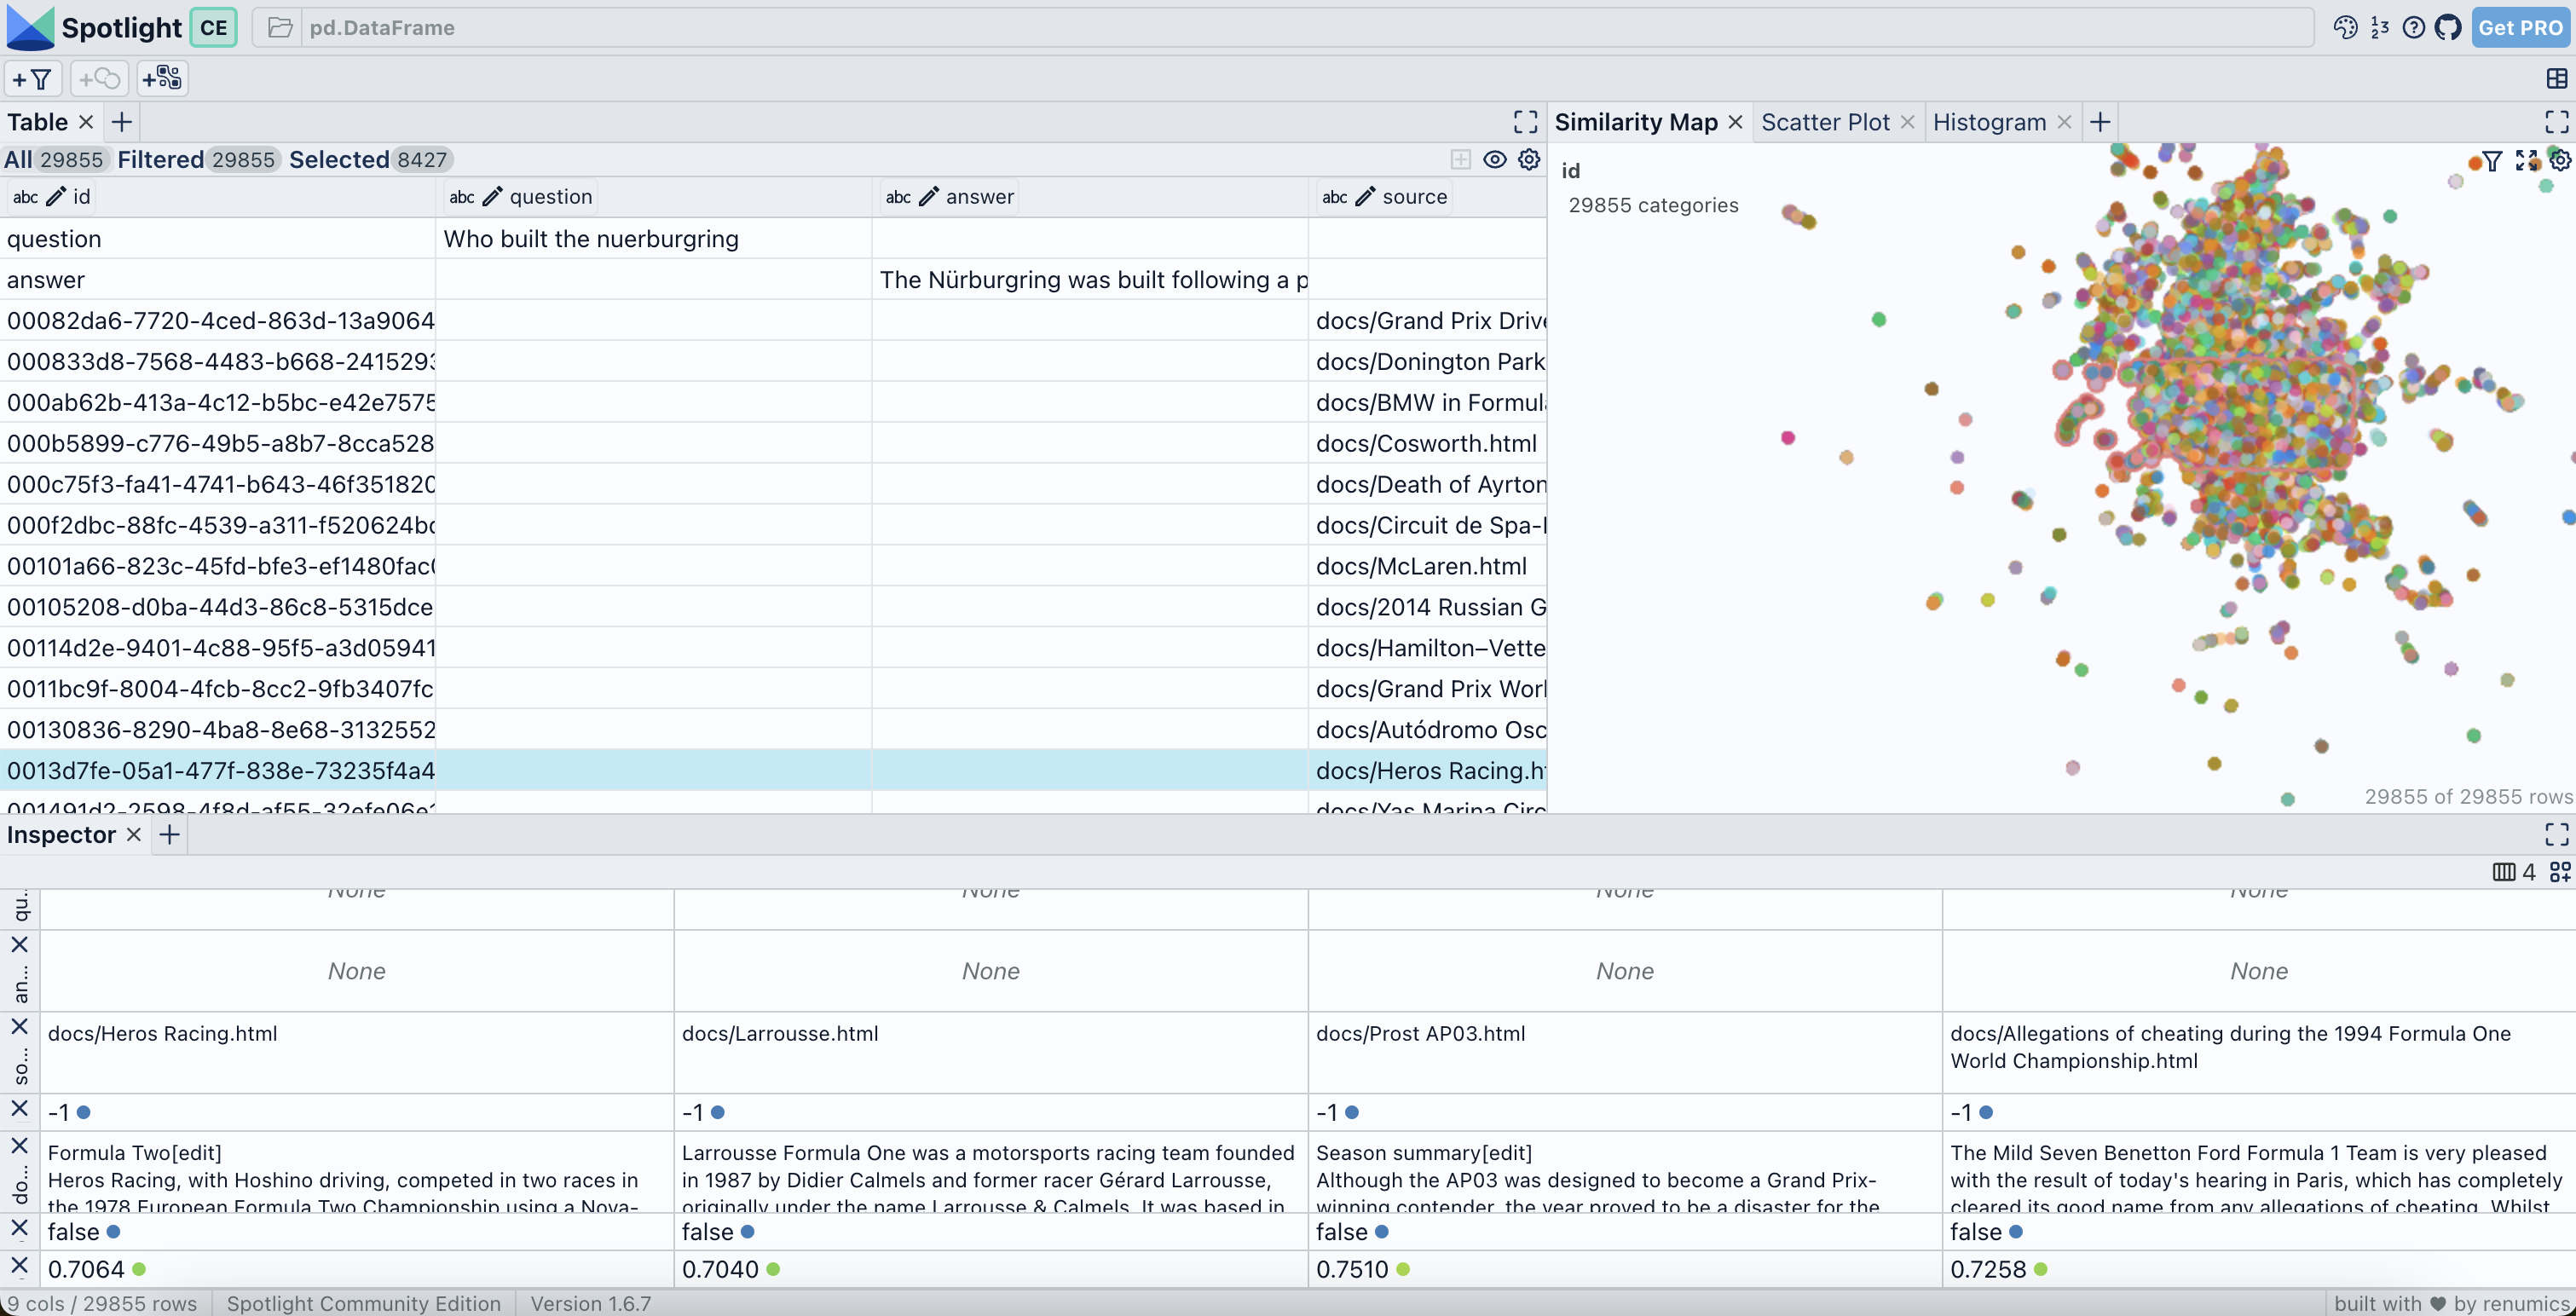 Spotlight CE pd.DataFrame Get PRO
Table
Similarity Map Scatter Plot Histogram
All 29855 Filtered 29855 Selected 8427
abc id abc question abc answer abc source
id
29855 categories
question Who built the nuerburgring
answer The Nürburgring was built following a p
00082da6-7720-4ced-863d-13a9064 docs/Grand Prix Drive
000833d8-7568-4483-b668-2415293 docs/Donington Park
000ab62b-413a-4c12-b5bc-e42e7575 docs/BMW in Formula
000b5899-c776-49b5-a8b7-8cca528 docs/Cosworth.html
000c75f3-fa41-4741-b643-46f351820 docs/Death of Ayrton
000f2dbc-88fc-4539-a311-f520624bc docs/Circuit de Spa-
00101a66-823c-45fd-bfe3-ef1480fac docs/McLaren.html
00105208-d0ba-44d3-86c8-5315dce docs/2014 Russian G
00114d2e-9401-4c88-95f5-a3d05941 docs/Hamilton–Vette
0011bc9f-8004-4fcb-8cc2-9fb3407fc docs/Grand Prix Worl
00130836-8290-4ba8-8e68-3132552 docs/Autódromo Osc
0013d7fe-05a1-477f-838e-73235f4a4 docs/Heros Racing.ht
001491d2-2598-4f8d-af55-32efe06e docs/Yas Marina Circ
29855 of 29855 rows
Inspector
4
qu... None None None None
an... None None None None
so... docs/Heros Racing.html docs/Larrousse.html docs/Prost AP03.html docs/Allegations of cheating during the 1994 Formula One
World Championship.html
-1 -1 -1 -1
do... Formula Two[edit] Larrousse Formula One was a motorsports racing team founded Season summary[edit] The Mild Seven Benetton Ford Formula 1 Team is very pleased
Heros Racing, with Hoshino driving, competed in two races in in 1987 by Didier Calmels and former racer Gérard Larrousse, Although the AP03 was designed to become a Grand Prix- with the result of today's hearing in Paris, which has completely
the 1978 European Formula Two Championship using a Nova- originally under the name Larrousse & Calmels. It was based in winning contender, the year proved to be a disaster for the cleared its good name from any allegations of cheating. Whilst
false false false false
0.7064 0.7040 0.7510 0.7258
9 cols / 29855 rows Spotlight Community Edition Version 1.6.7 built with ♥ by renumics